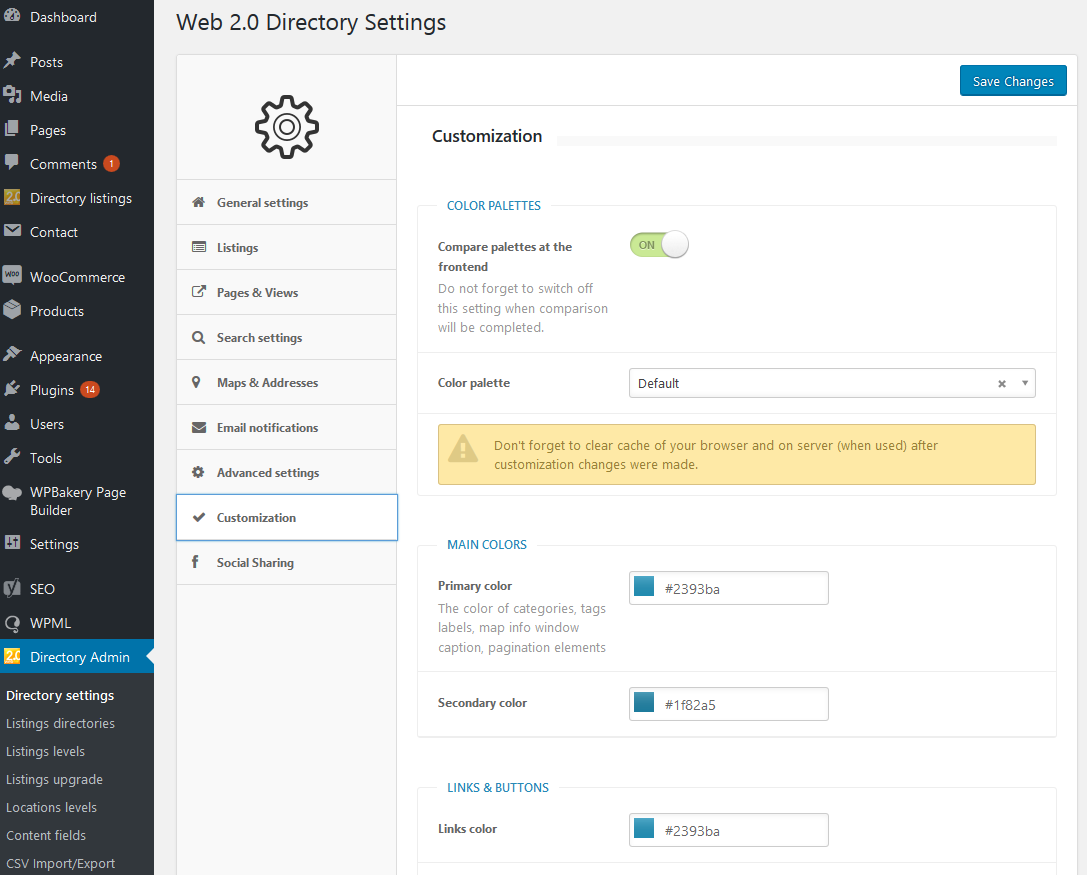 Dashboard
Posts
Media
Pages
Comments 1
2.0 Directory listings
Contact
woo WooCommerce
Products
Appearance
Plugins 14
Users
Tools
WPBakery Page
Builder
Settings
SEO
WPML
2.0 Directory Admin
Directory settings
Listings directories
Listings levels
Listings upgrade
Locations levels
Content fields
CSV Import/Export
Web 2.0 Directory Settings
General settings
Listings
Pages & Views
Search settings
Maps & Addresses
Email notifications
Advanced settings
Customization
Social Sharing
Save Changes
Customization
COLOR PALETTES
Compare palettes at the
frontend
ON
Do not forget to switch off
this setting when comparison
will be completed.
Color palette
Default
Don't forget to clear cache of your browser and on server (when used) after
customization changes were made.
MAIN COLORS
Primary color
#2393ba
The color of categories, tags
labels, map info window
caption, pagination elements
Secondary color
#1f82a5
LINKS & BUTTONS
Links color
#2393ba